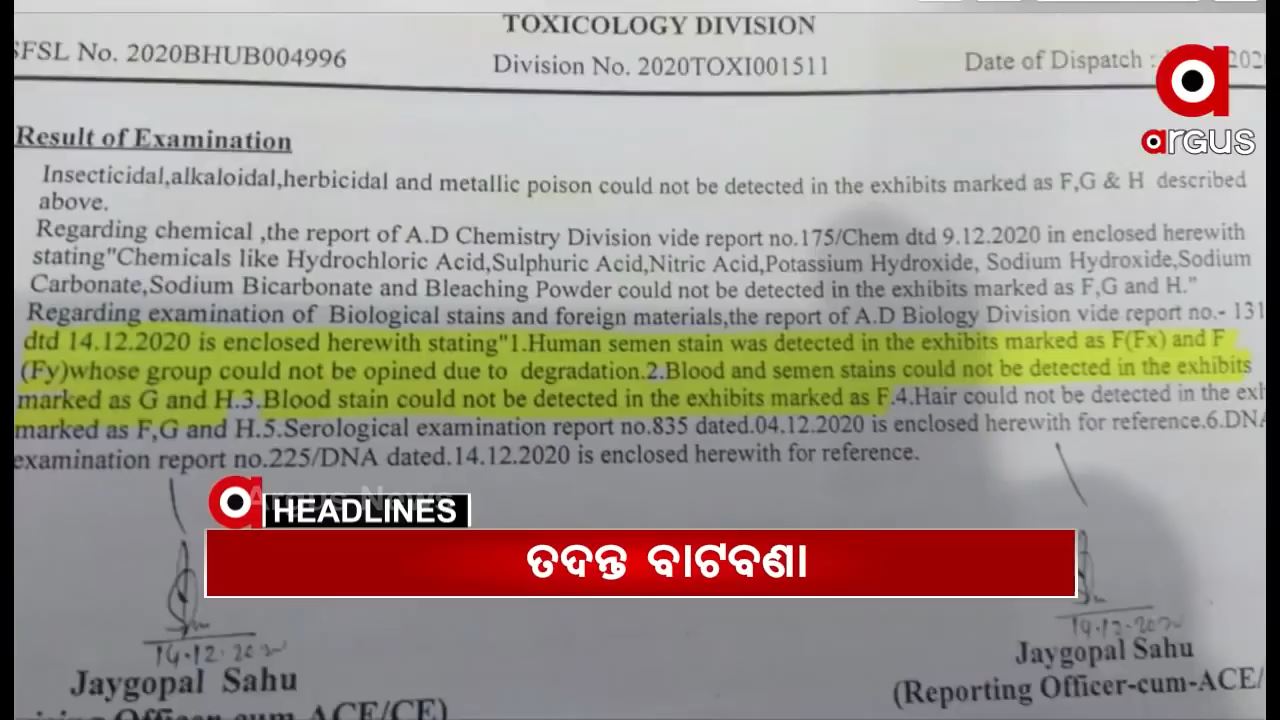 TOXICOLOGY DIVISION
SFSL No. 2020BHUB004996 Division No. 2020TOXI001511 Date of Dispatch :
argus
Result of Examination
Insecticidal,alkaloidal,herbicidal and metallic poison could not be detected in the exhibits marked as F,G & H described
above.
Regarding chemical ,the report of A.D Chemistry Division vide report no.175/Chem dtd 9.12.2020 in enclosed herewith
stating"Chemicals like Hydrochloric Acid,Sulphuric Acid,Nitric Acid,Potassium Hydroxide, Sodium Hydroxide,Sodium
Carbonate,Sodium Bicarbonate and Bleaching Powder could not be detected in the exhibits marked as F,G and H."
Regarding examination of Biological stains and foreign materials,the report of A.D Biology Division vide report no.- 131
dtd 14.12.2020 is enclosed herewith stating"1.Human semen stain was detected in the exhibits marked as F(Fx) and F
(Fy)whose group could not be opined due to degradation.2.Blood and semen stains could not be detected in the exhibits
marked as G and H.3.Blood stain could not be detected in the exhibits marked as F.4.Hair could not be detected in the exh
marked as F,G and H.5.Serological examination report no.835 dated.04.12.2020 is enclosed herewith for reference.6.DNA
examination report no.225/DNA dated.14.12.2020 is enclosed herewith for reference.
Argus News
HEADLINES
ତଦନ୍ତ ବାଟବଣା
14-12-2020 14-12-2020
Jaygopal Sahu Jaygopal Sahu
Officer-cum-ACE/CE) (Reporting Officer-cum-ACE/